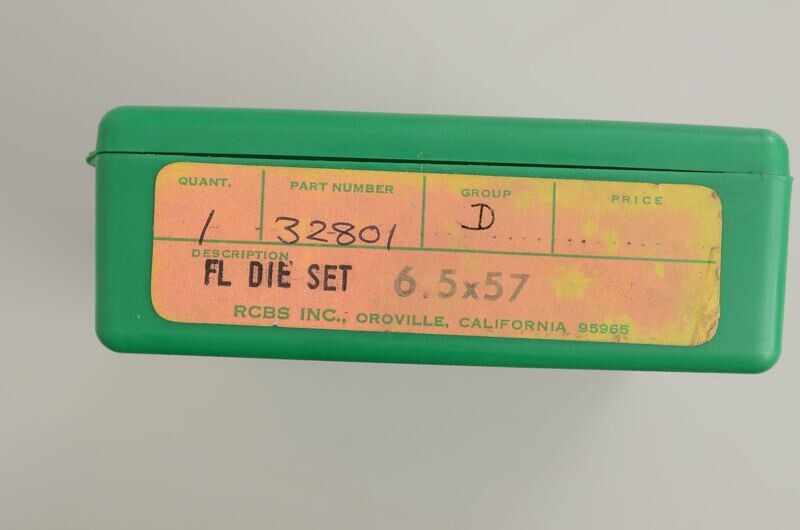 QUANT. PART NUMBER GROUP PRICE
1 32801 D
DESCRIPTION
FL DIE SET 6.5x57
RCBS INC., OROVILLE, CALIFORNIA 95965